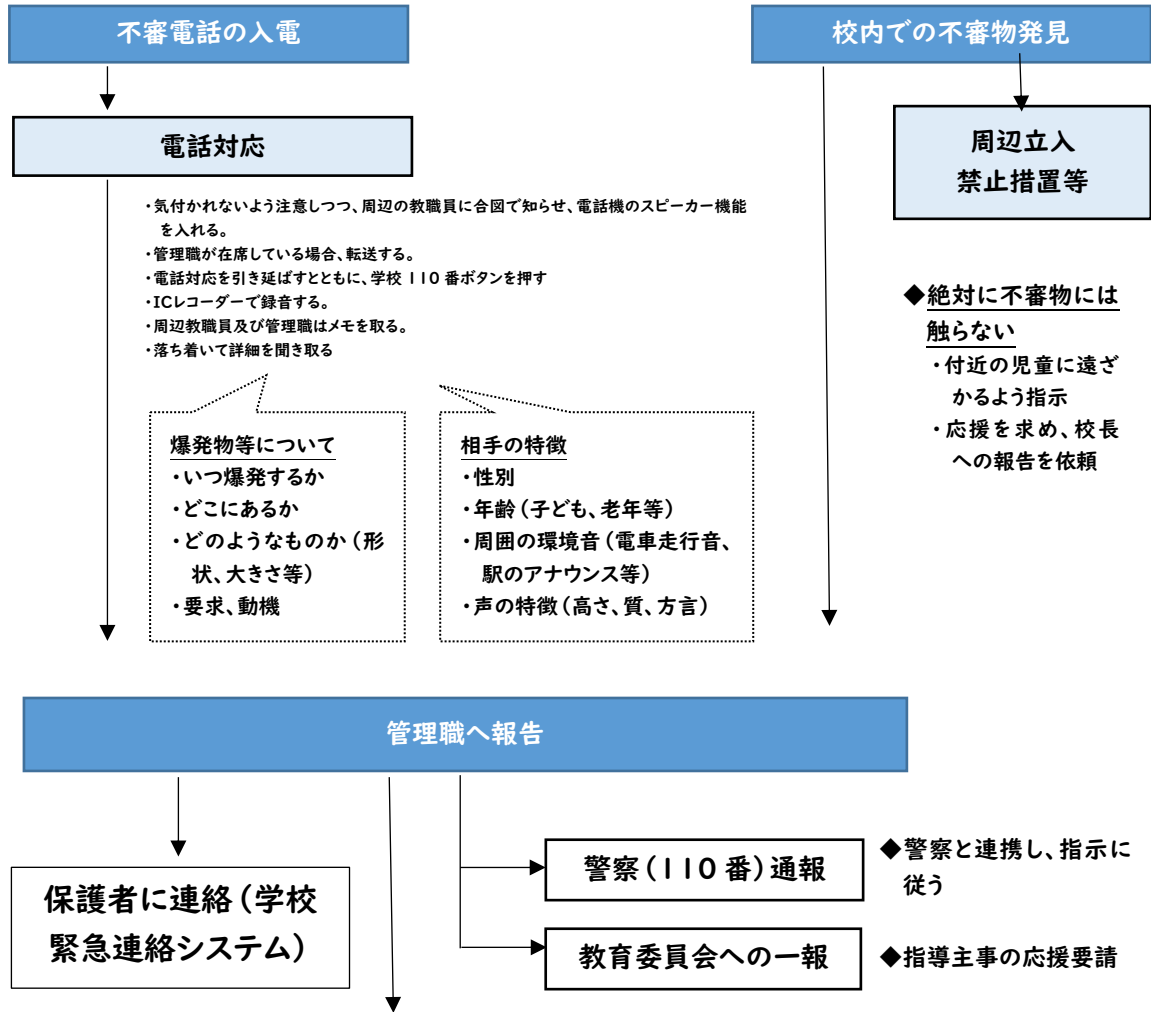 不審電話の入電
校内での不審物発見
電話対応
周辺立入
禁止措置等
・気付かれないよう注意しつつ、周辺の教職員に合図で知らせ、電話機のスピーカー機能
を入れる。
・管理職が在席している場合、転送する。
・電話対応を引き延ばすとともに、学校110番ボタンを押す
・ICレコーダーで録音する。
・周辺教職員及び管理職はメモを取る。
・落ち着いて詳細を聞き取る
◆絶対に不審物には
触らない
・付近の児童に遠ざ
かるよう指示
・応援を求め、校長
への報告を依頼
爆発物等について
・いつ爆発するか
・どこにあるか
・どのようなものか（形
状、大きさ等）
・要求、動機
相手の特徴
・性別
・年齢（子ども、老年等）
・周囲の環境音（電車走行音、
駅のアナウンス等）
・声の特徴（高さ、質、方言）
管理職へ報告
保護者に連絡（学校
緊急連絡システム）
警察（110番）通報
◆警察と連携し、指示に
従う
教育委員会への一報
◆指導主事の応援要請